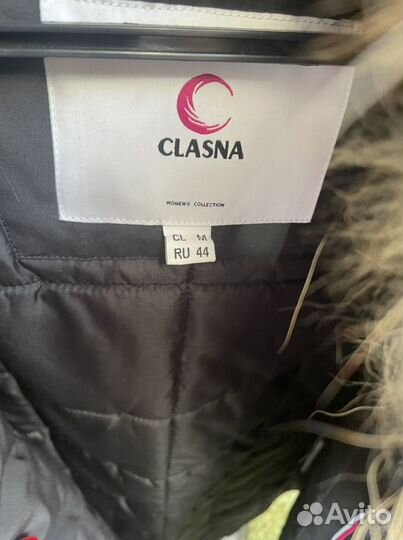 CLASNA
WOMEN'S COLLECTION
CL M
RU 44
Avito